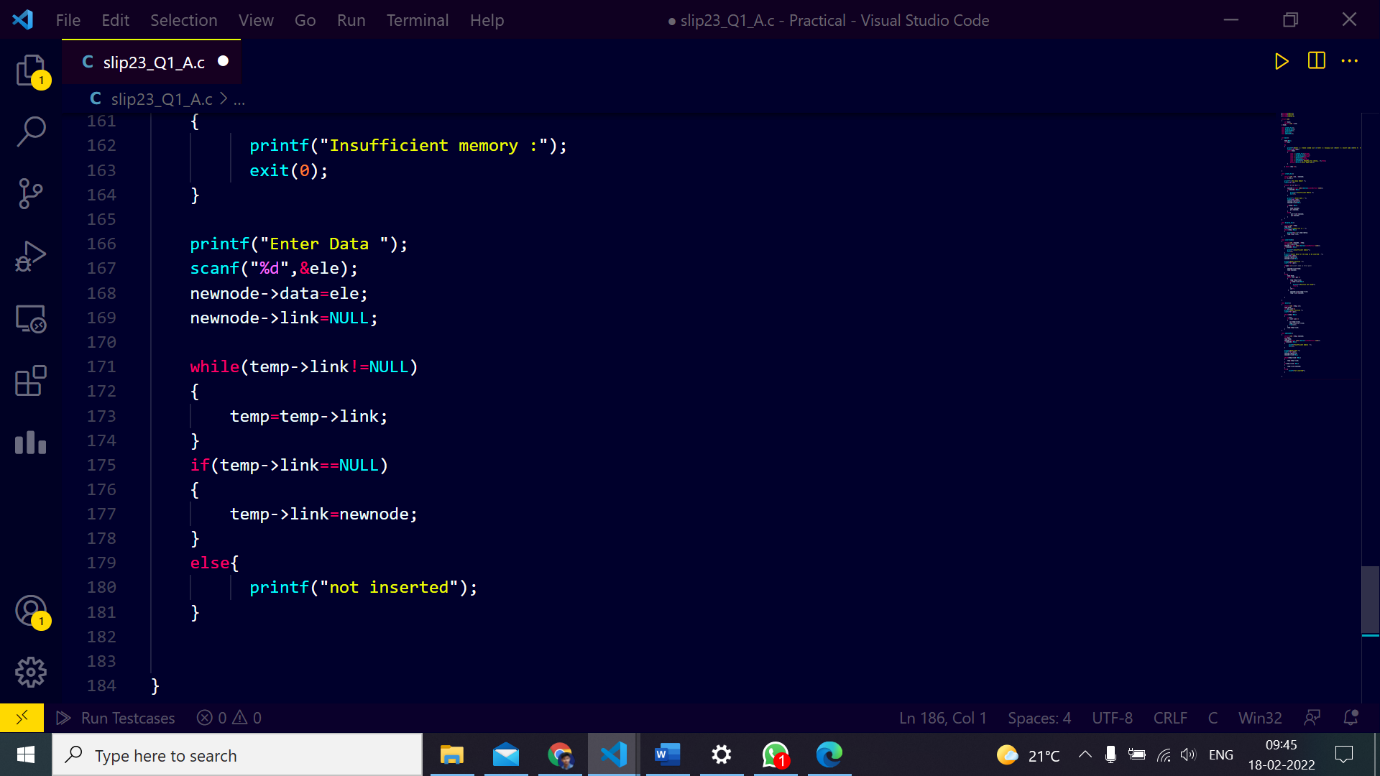 File Edit Selection View Go Run Terminal Help ● slip23_Q1_A.c - Practical - Visual Studio Code
C slip23_Q1_A.c ●
C slip23_Q1_A.c > ...
1
161 {
162 printf("Insufficient memory :");
163 exit(0);
164 }
165
166 printf("Enter Data ");
167 scanf("%d",&ele);
168 newnode->data=ele;
169 newnode->link=NULL;
170
171 while(temp->link!=NULL)
172 {
173 temp=temp->link;
174 }
175 if(temp->link==NULL)
176 {
177 temp->link=newnode;
178 }
179 else{
180 printf("not inserted");
181 }
182
183
184 }
1
Run Testcases 0 0 Ln 186, Col 1 Spaces: 4 UTF-8 CRLF C Win32
Type here to search 1 21°C ENG 09:45
18-02-2022